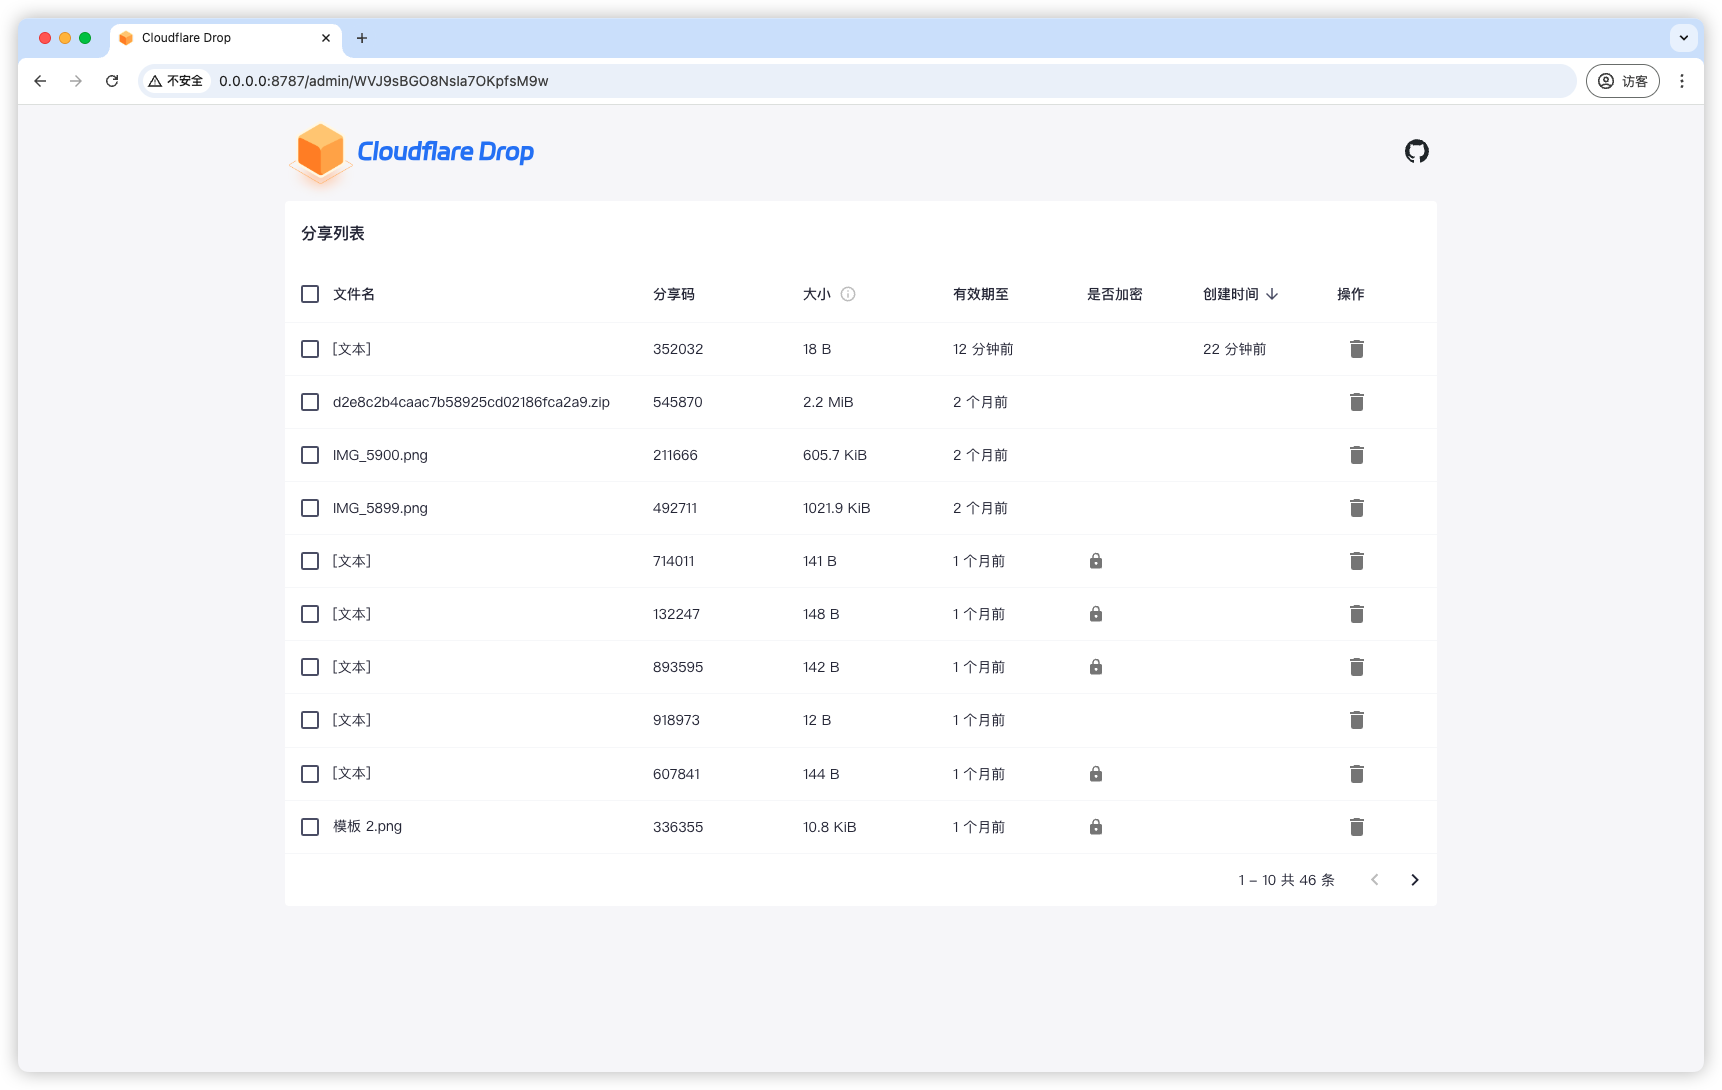 Cloudflare Drop
不安全 0.0.0.0:8787/admin/WVJ9sBGO8Nsla7OKpfsM9w 访客
Cloudflare Drop
分享列表
文件名 分享码 大小 有效期至 是否加密 创建时间 操作
[文本] 352032 18 B 12 分钟前 22 分钟前
d2e8c2b4caac7b58925cd02186fca2a9.zip 545870 2.2 MiB 2 个月前
IMG_5900.png 211666 605.7 KiB 2 个月前
IMG_5899.png 492711 1021.9 KiB 2 个月前
[文本] 714011 141 B 1 个月前
[文本] 132247 148 B 1 个月前
[文本] 893595 142 B 1 个月前
[文本] 918973 12 B 1 个月前
[文本] 607841 144 B 1 个月前
模板 2.png 336355 10.8 KiB 1 个月前
1 – 10 共 46 条